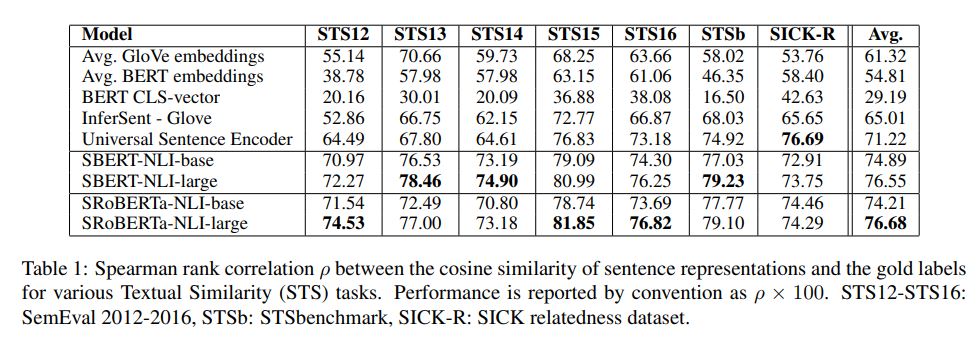 Model STS12 STS13 STS14 STS15 STS16 STSb SICK-R Avg.
Avg. GloVe embeddings 55.14 70.66 59.73 68.25 63.66 58.02 53.76 61.32
Avg. BERT embeddings 38.78 57.98 57.98 63.15 61.06 46.35 58.40 54.81
BERT CLS-vector 20.16 30.01 20.09 36.88 38.08 16.50 42.63 29.19
InferSent - Glove 52.86 66.75 62.15 72.77 66.87 68.03 65.65 65.01
Universal Sentence Encoder 64.49 67.80 64.61 76.83 73.18 74.92 76.69 71.22
SBERT-NLI-base 70.97 76.53 73.19 79.09 74.30 77.03 72.91 74.89
SBERT-NLI-large 72.27 78.46 74.90 80.99 76.25 79.23 73.75 76.55
SRoBERTa-NLI-base 71.54 72.49 70.80 78.74 73.69 77.77 74.46 74.21
SRoBERTa-NLI-large 74.53 77.00 73.18 81.85 76.82 79.10 74.29 76.68
Table 1: Spearman rank correlation ρ between the cosine similarity of sentence representations and the gold labels
for various Textual Similarity (STS) tasks. Performance is reported by convention as ρ × 100. STS12-STS16:
SemEval 2012-2016, STSb: STSbenchmark, SICK-R: SICK relatedness dataset.